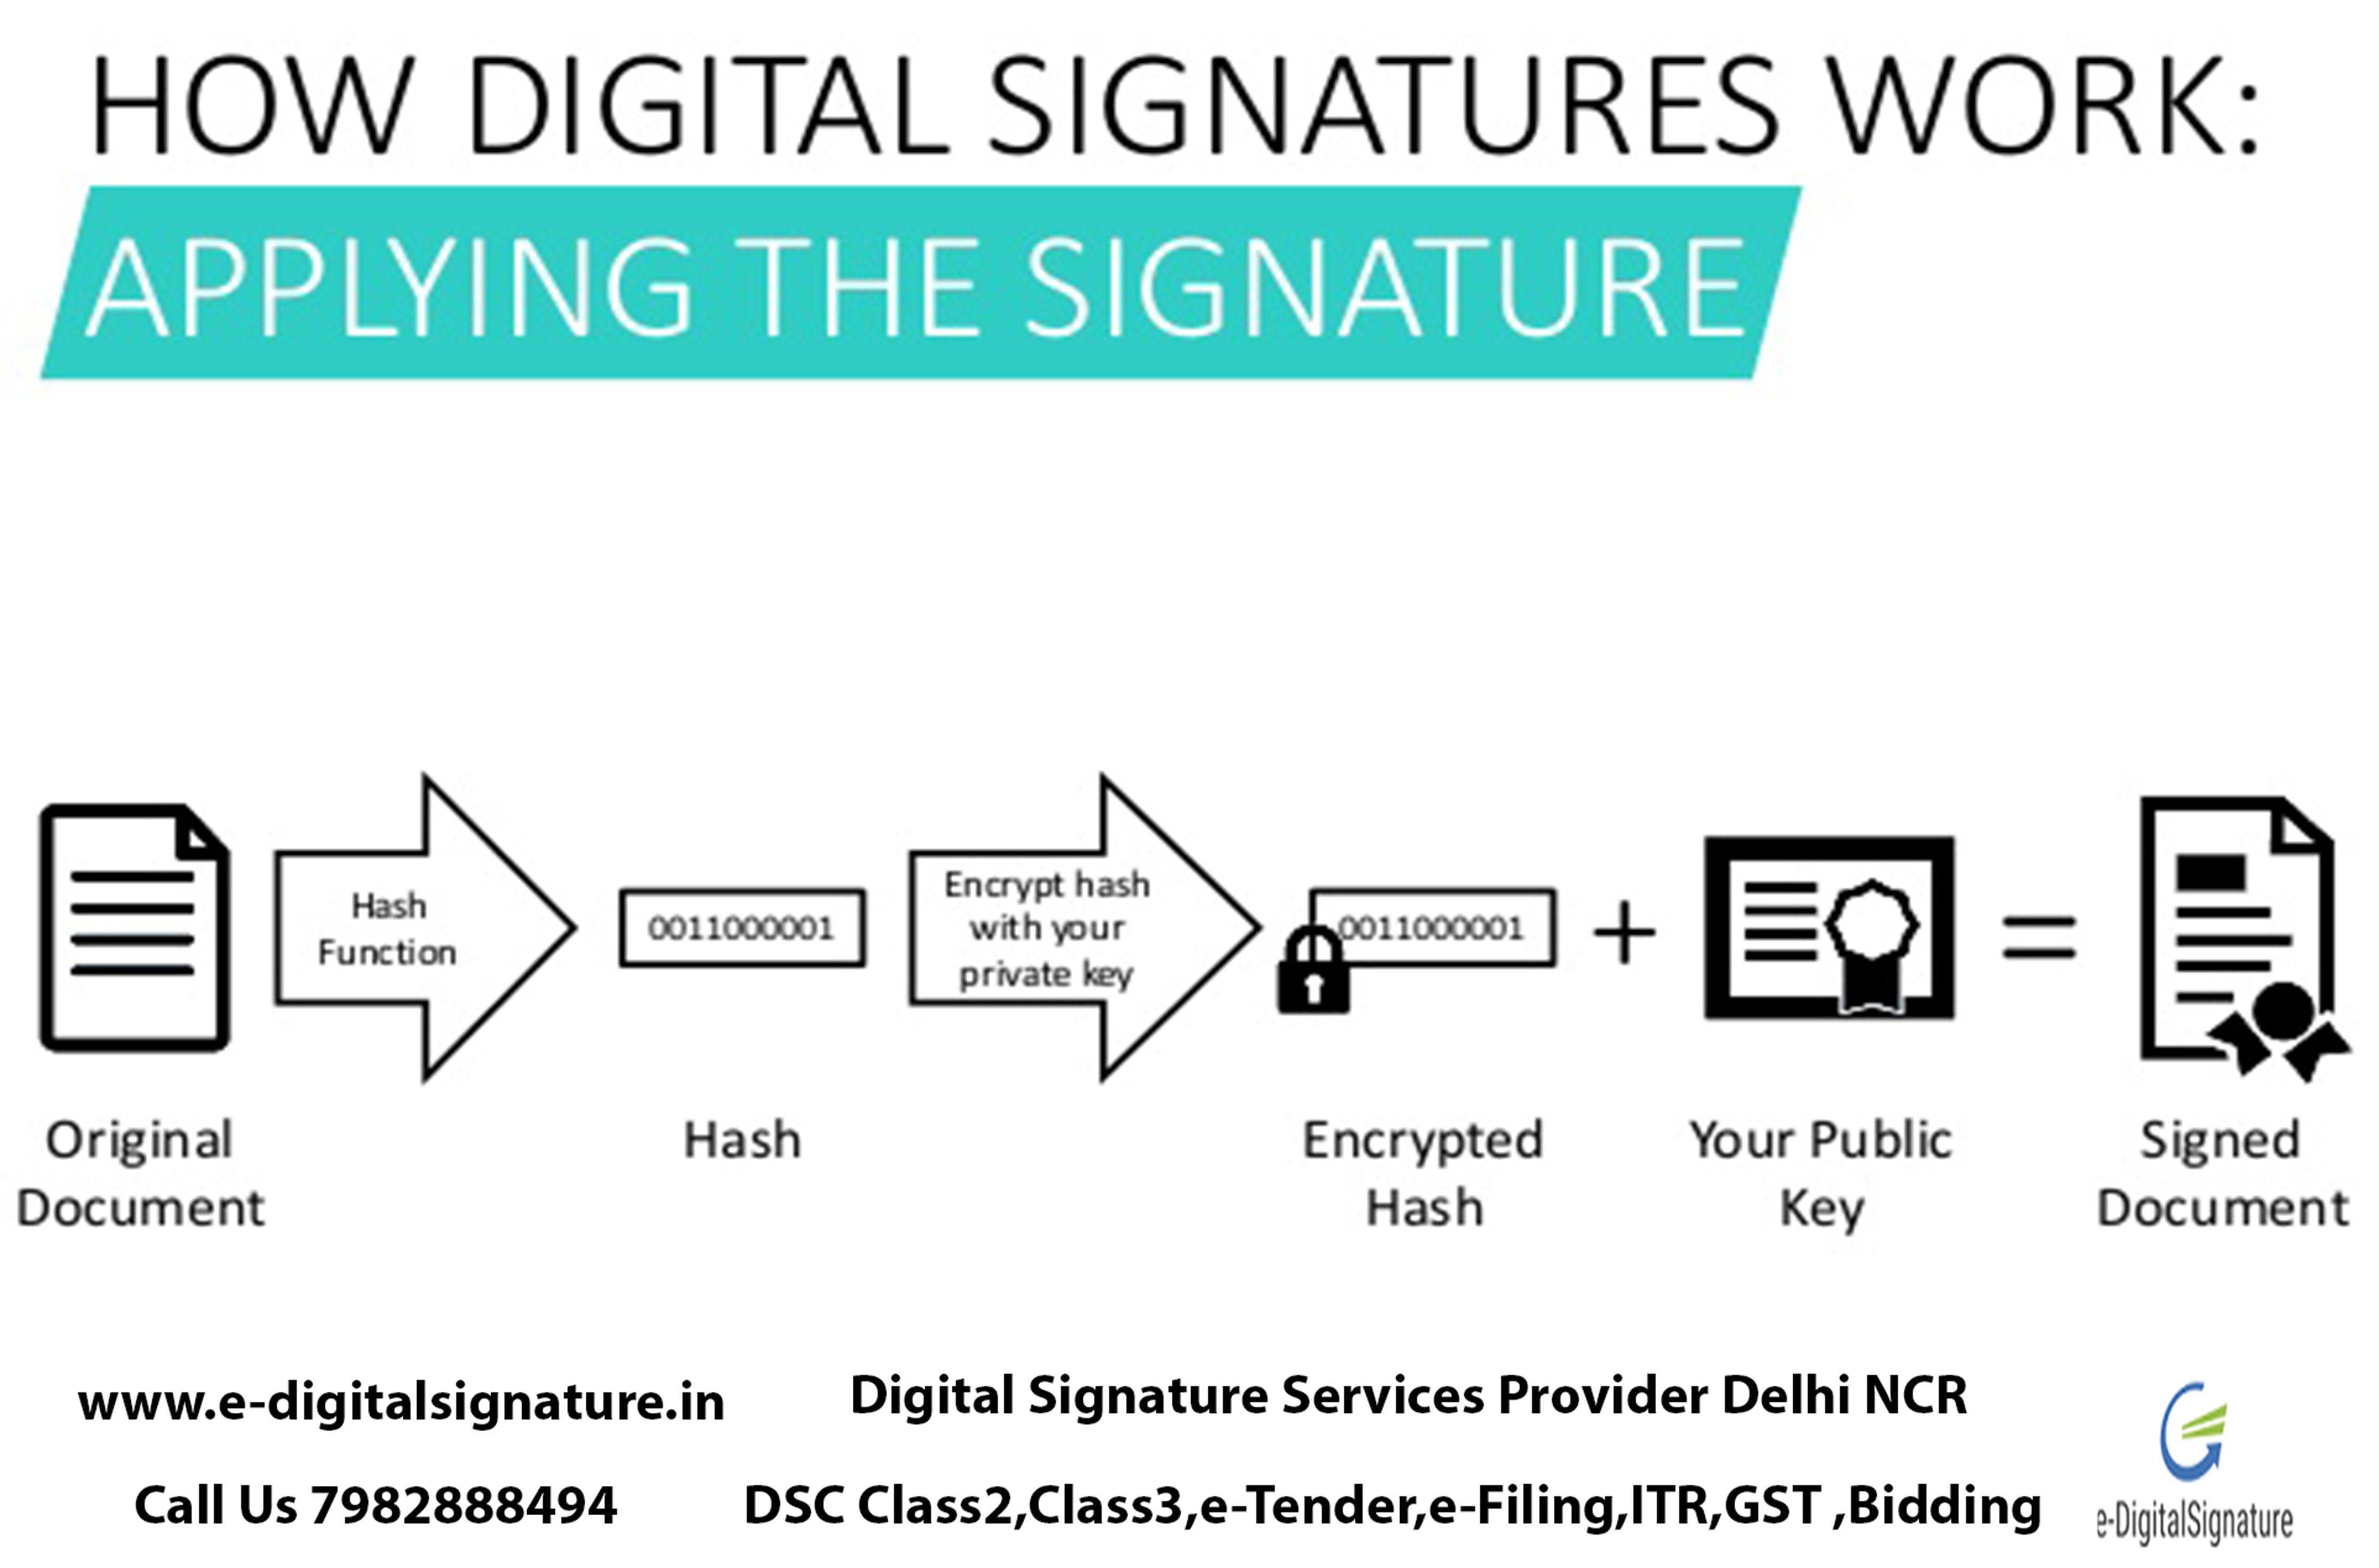 HOW DIGITAL SIGNATURES WORK:
APPLYING THE SIGNATURE
Hash
Function
0011000001
Encrypt hash
with your
private key
0011000001
+
=
Original
Document
Hash
Encrypted
Hash
Your Public
Key
Signed
Document
www.e-digitalsignature.in
Digital Signature Services Provider Delhi NCR
Call Us 7982888494
DSC Class2,Class3,e-Tender,e-Filing,ITR,GST ,Bidding
e-DigitalSignature